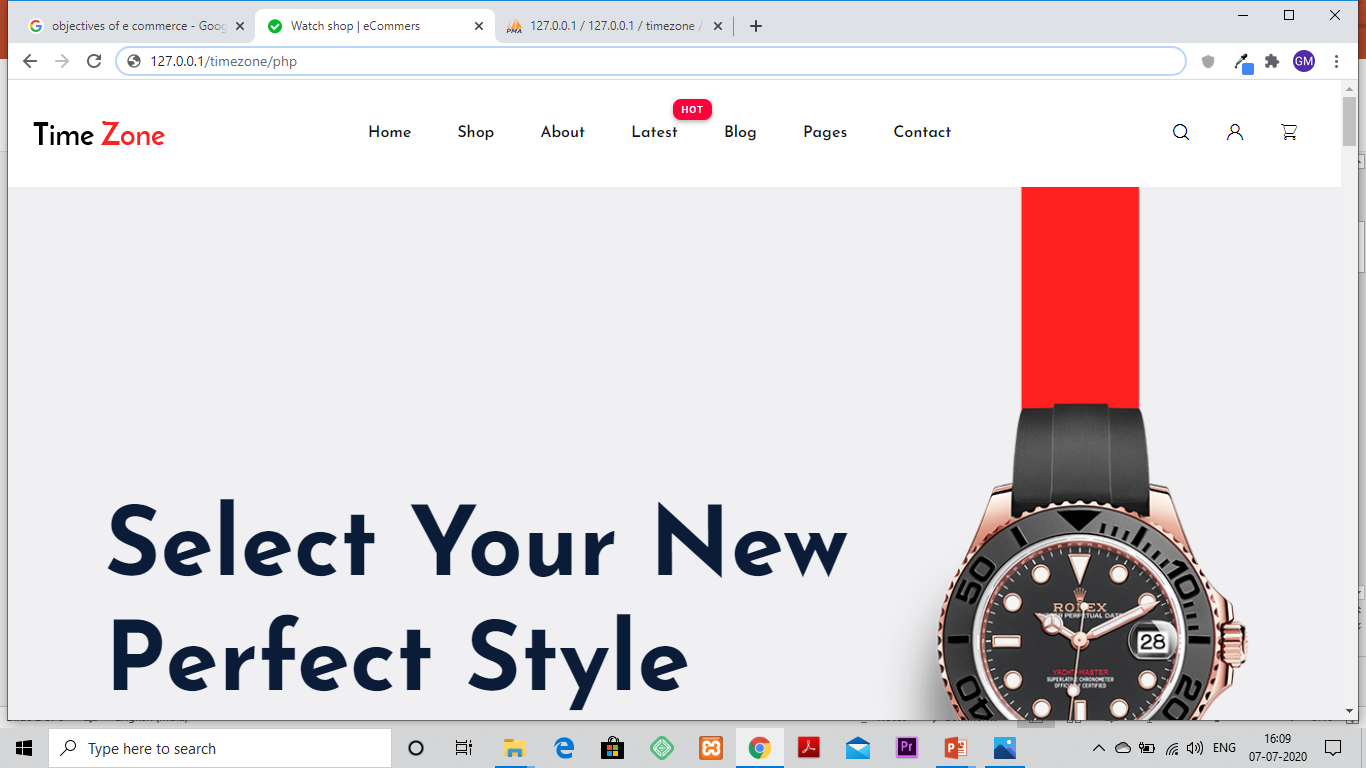 objectives of e commerce - Goog
Watch shop | eCommers
127.0.0.1 / 127.0.0.1 / timezone /
127.0.0.1/timezone/php
GM
HOT
Time Zone
Home Shop About Latest Blog Pages Contact
Select Your New
Perfect Style
50
10
ROLEX
28
YACHT-MASTER
SUPERLATIVE CHRONOMETER
OFFICIALLY CERTIFIED
40
20
Type here to search
Pr
ENG
16:09
07-07-2020